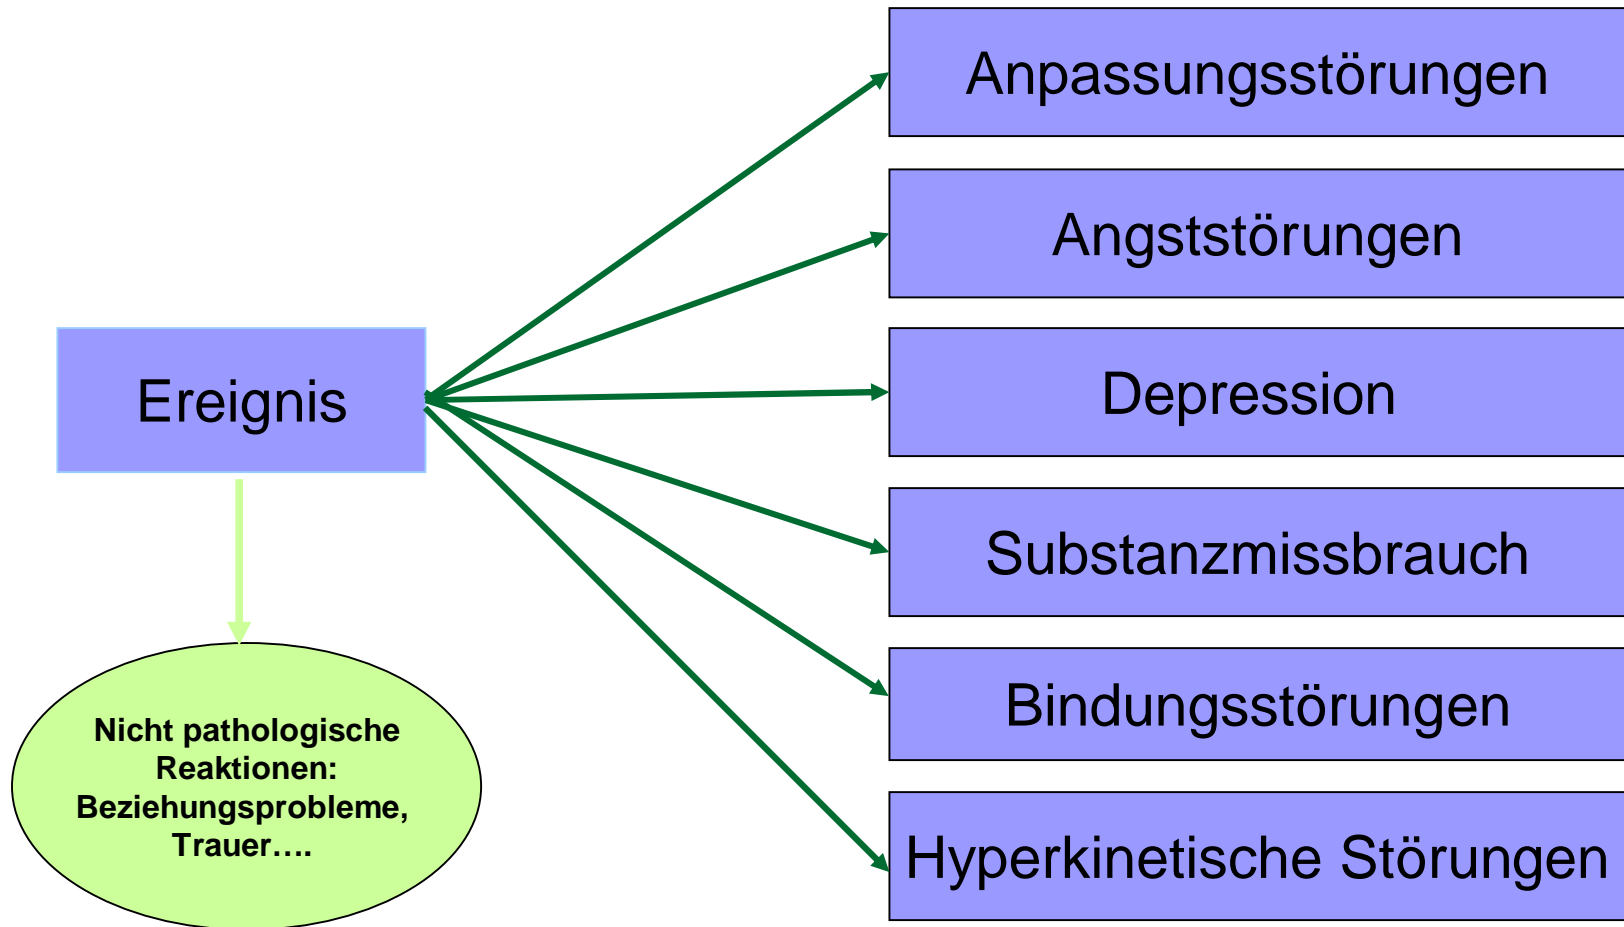 Anpassungsstörungen
Angststörungen
Ereignis
Depression
Substanzmissbrauch
Bindungsstörungen
Nicht pathologische
Reaktionen:
Beziehungsprobleme,
Trauer….
Hyperkinetische Störungen